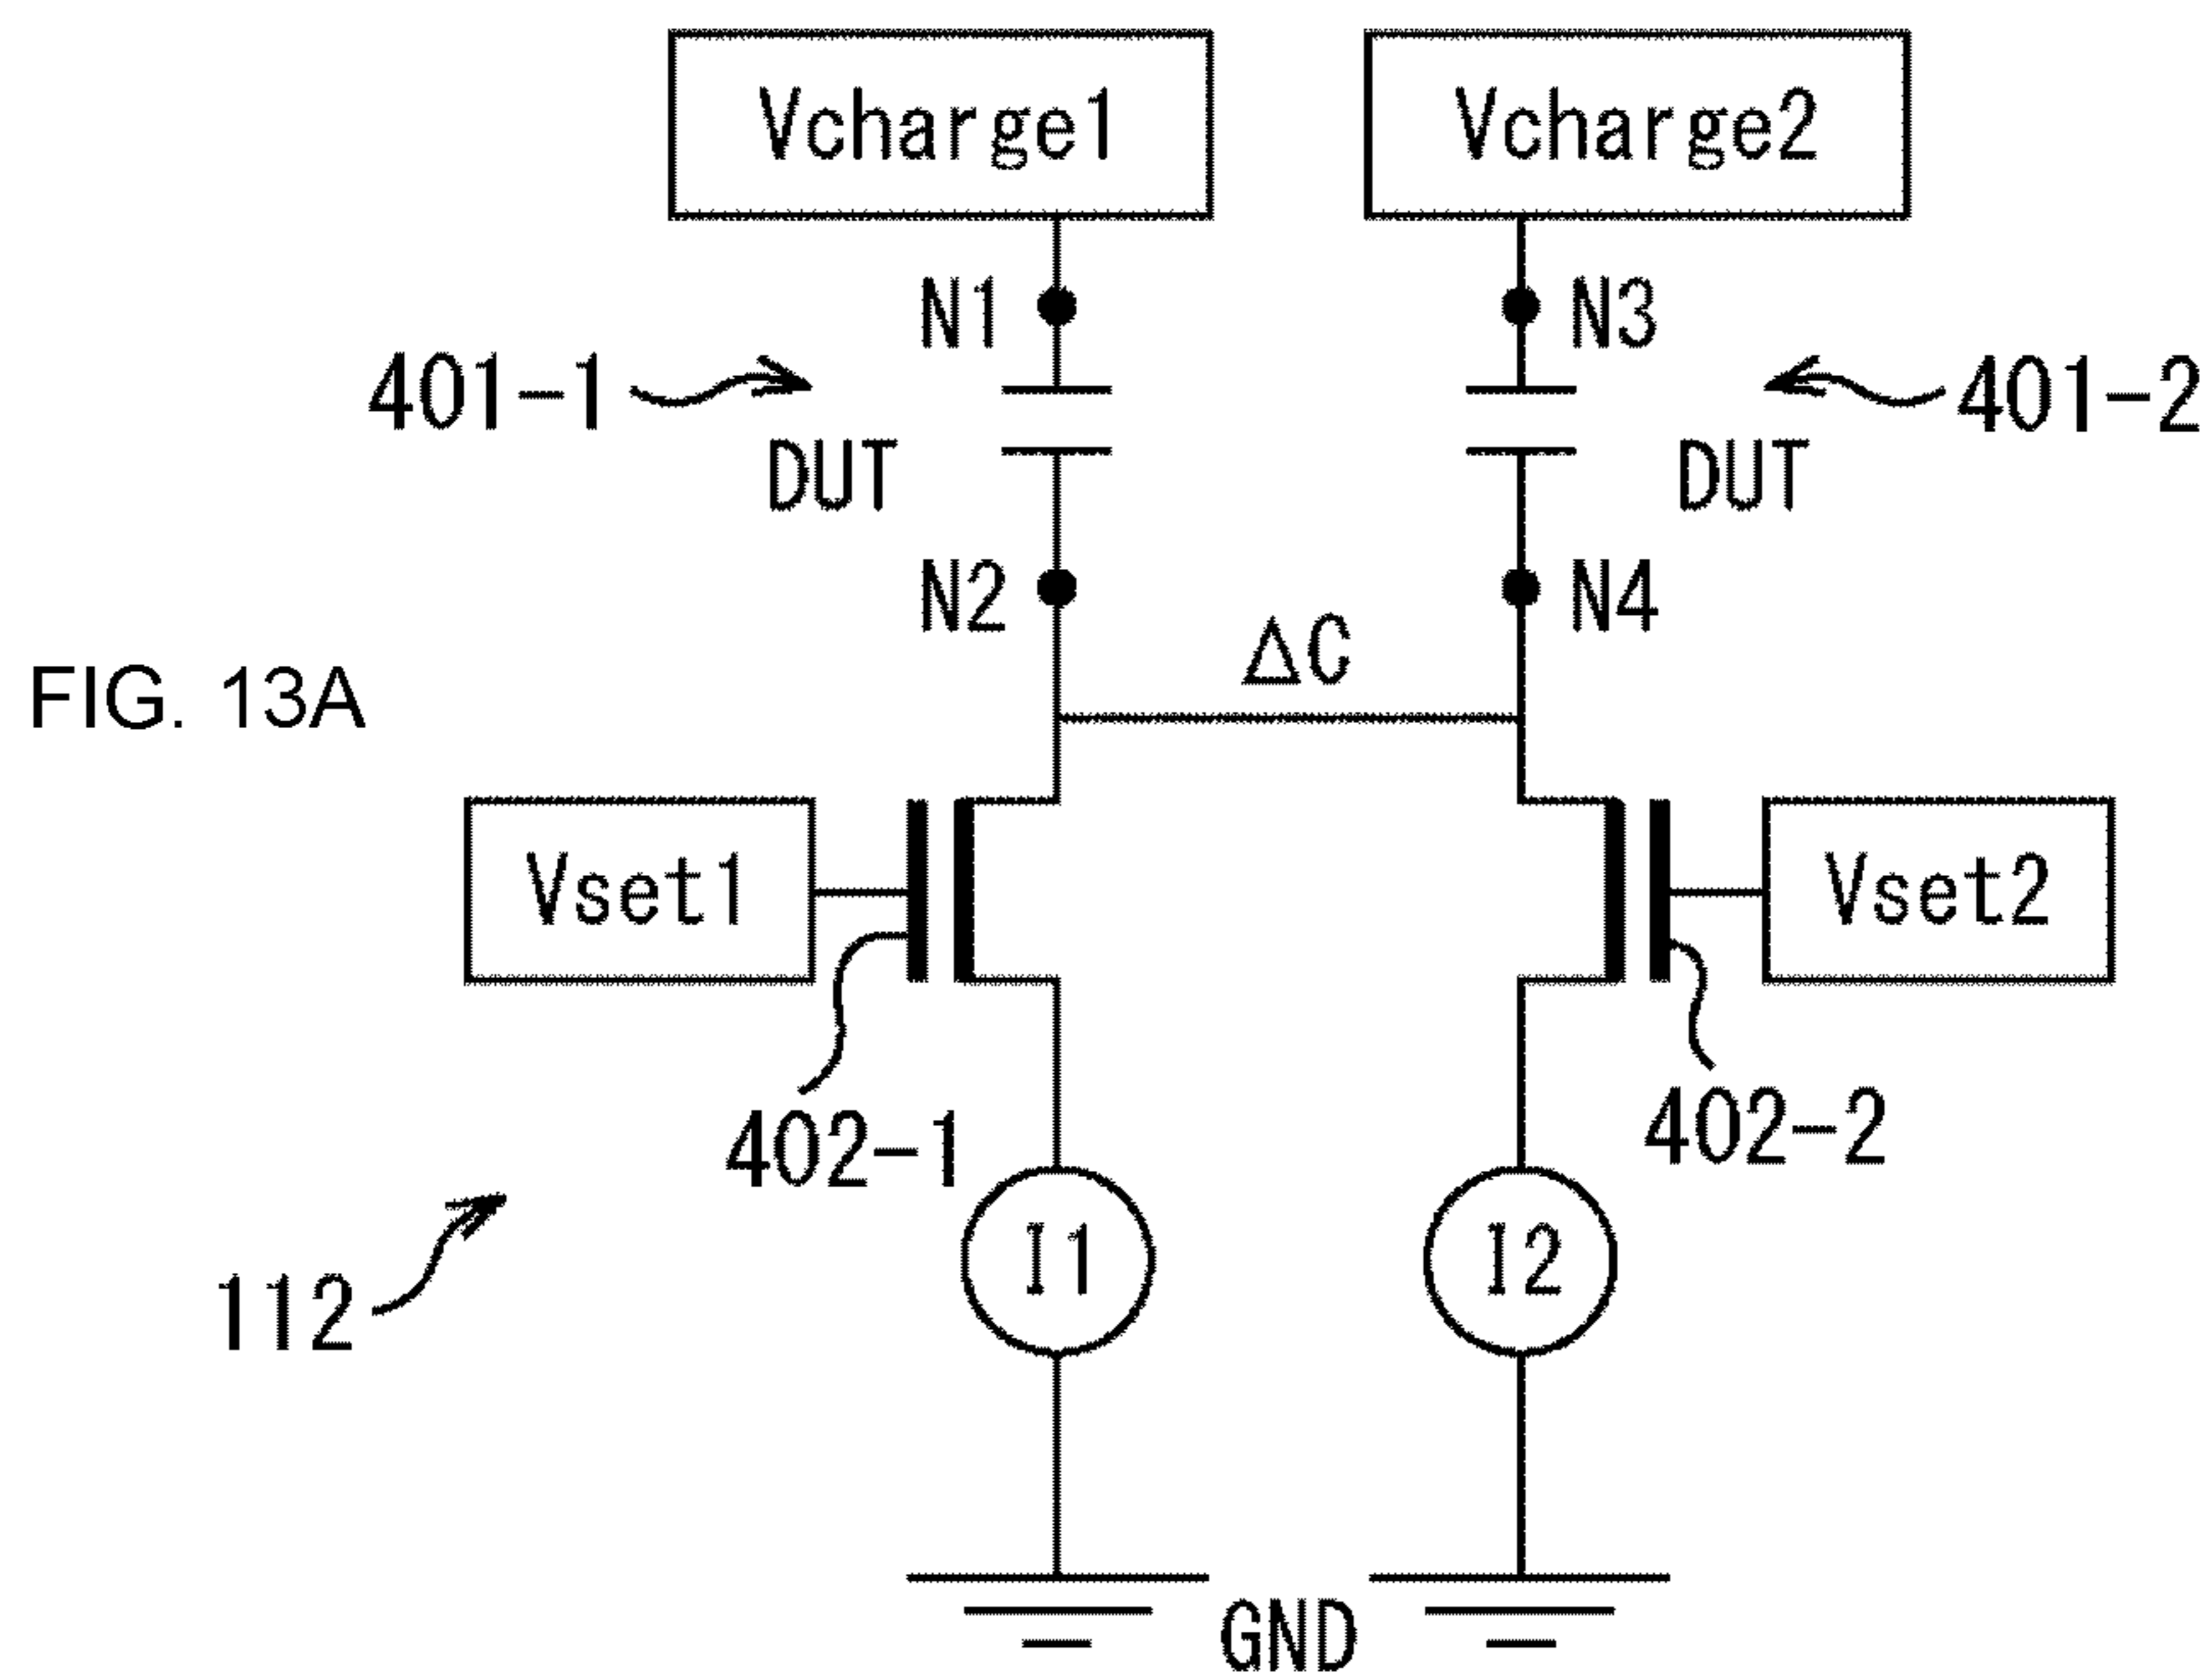 Vcharge1 Vcharge2
N1 N3
401-1 401-2
DUT DUT
N2 N4
ΔC
FIG. 13A
Vset1 Vset2
402-1 402-2
I1 I2
112
GND